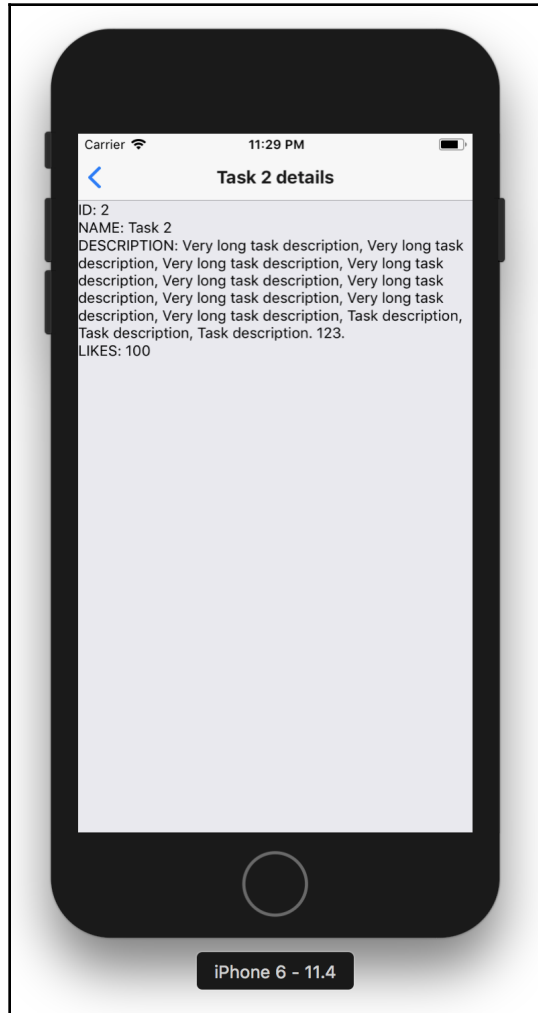 Carrier 11:29 PM
Task 2 details
ID: 2
NAME: Task 2
DESCRIPTION: Very long task description, Very long task
description, Very long task description, Very long task
description, Very long task description, Very long task
description, Very long task description, Very long task
description, Very long task description, Task description,
Task description, Task description. 123.
LIKES: 100
iPhone 6 - 11.4